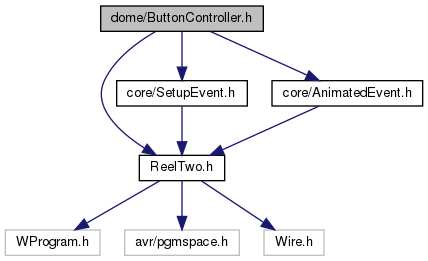 dome/ButtonController.h
core/SetupEvent.h
core/AnimatedEvent.h
ReelTwo.h
WProgram.h
avr/pgmspace.h
Wire.h